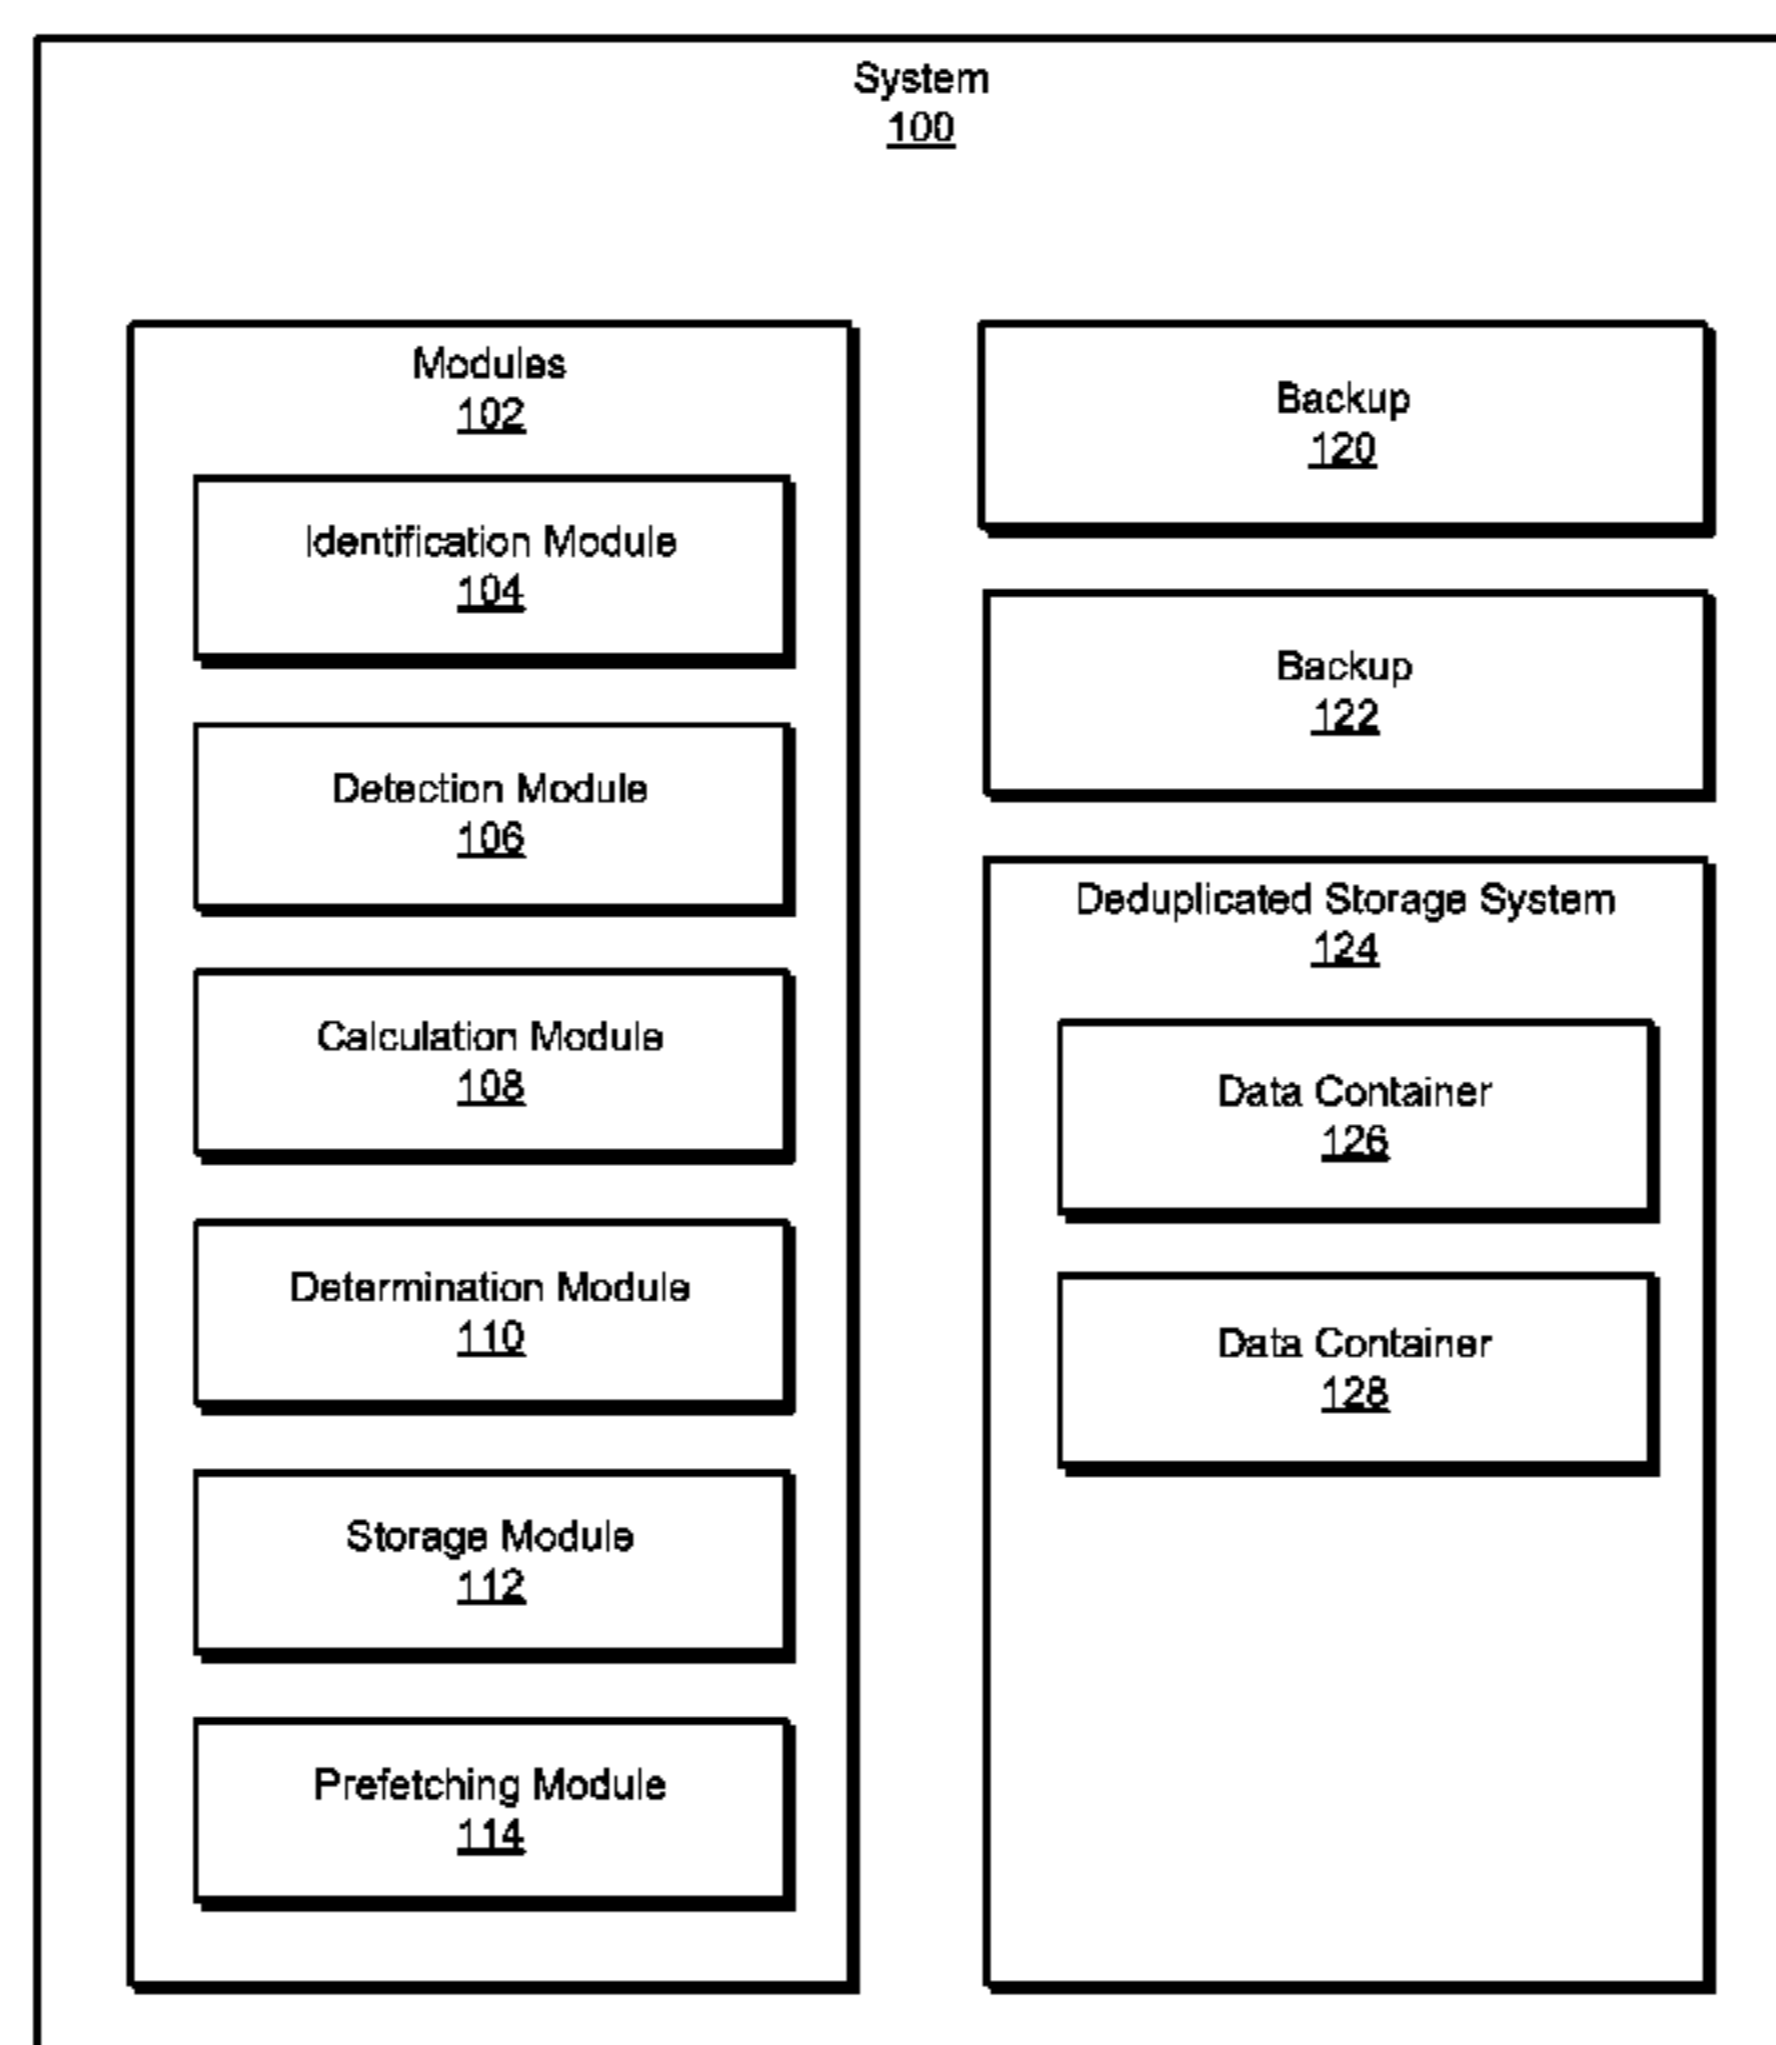 System
100
Modules
102
Identification Module
104
Detection Module
106
Calculation Module
108
Determination Module
110
Storage Module
112
Prefetching Module
114
Backup
120
Backup
122
Deduplicated Storage System
124
Data Container
126
Data Container
128